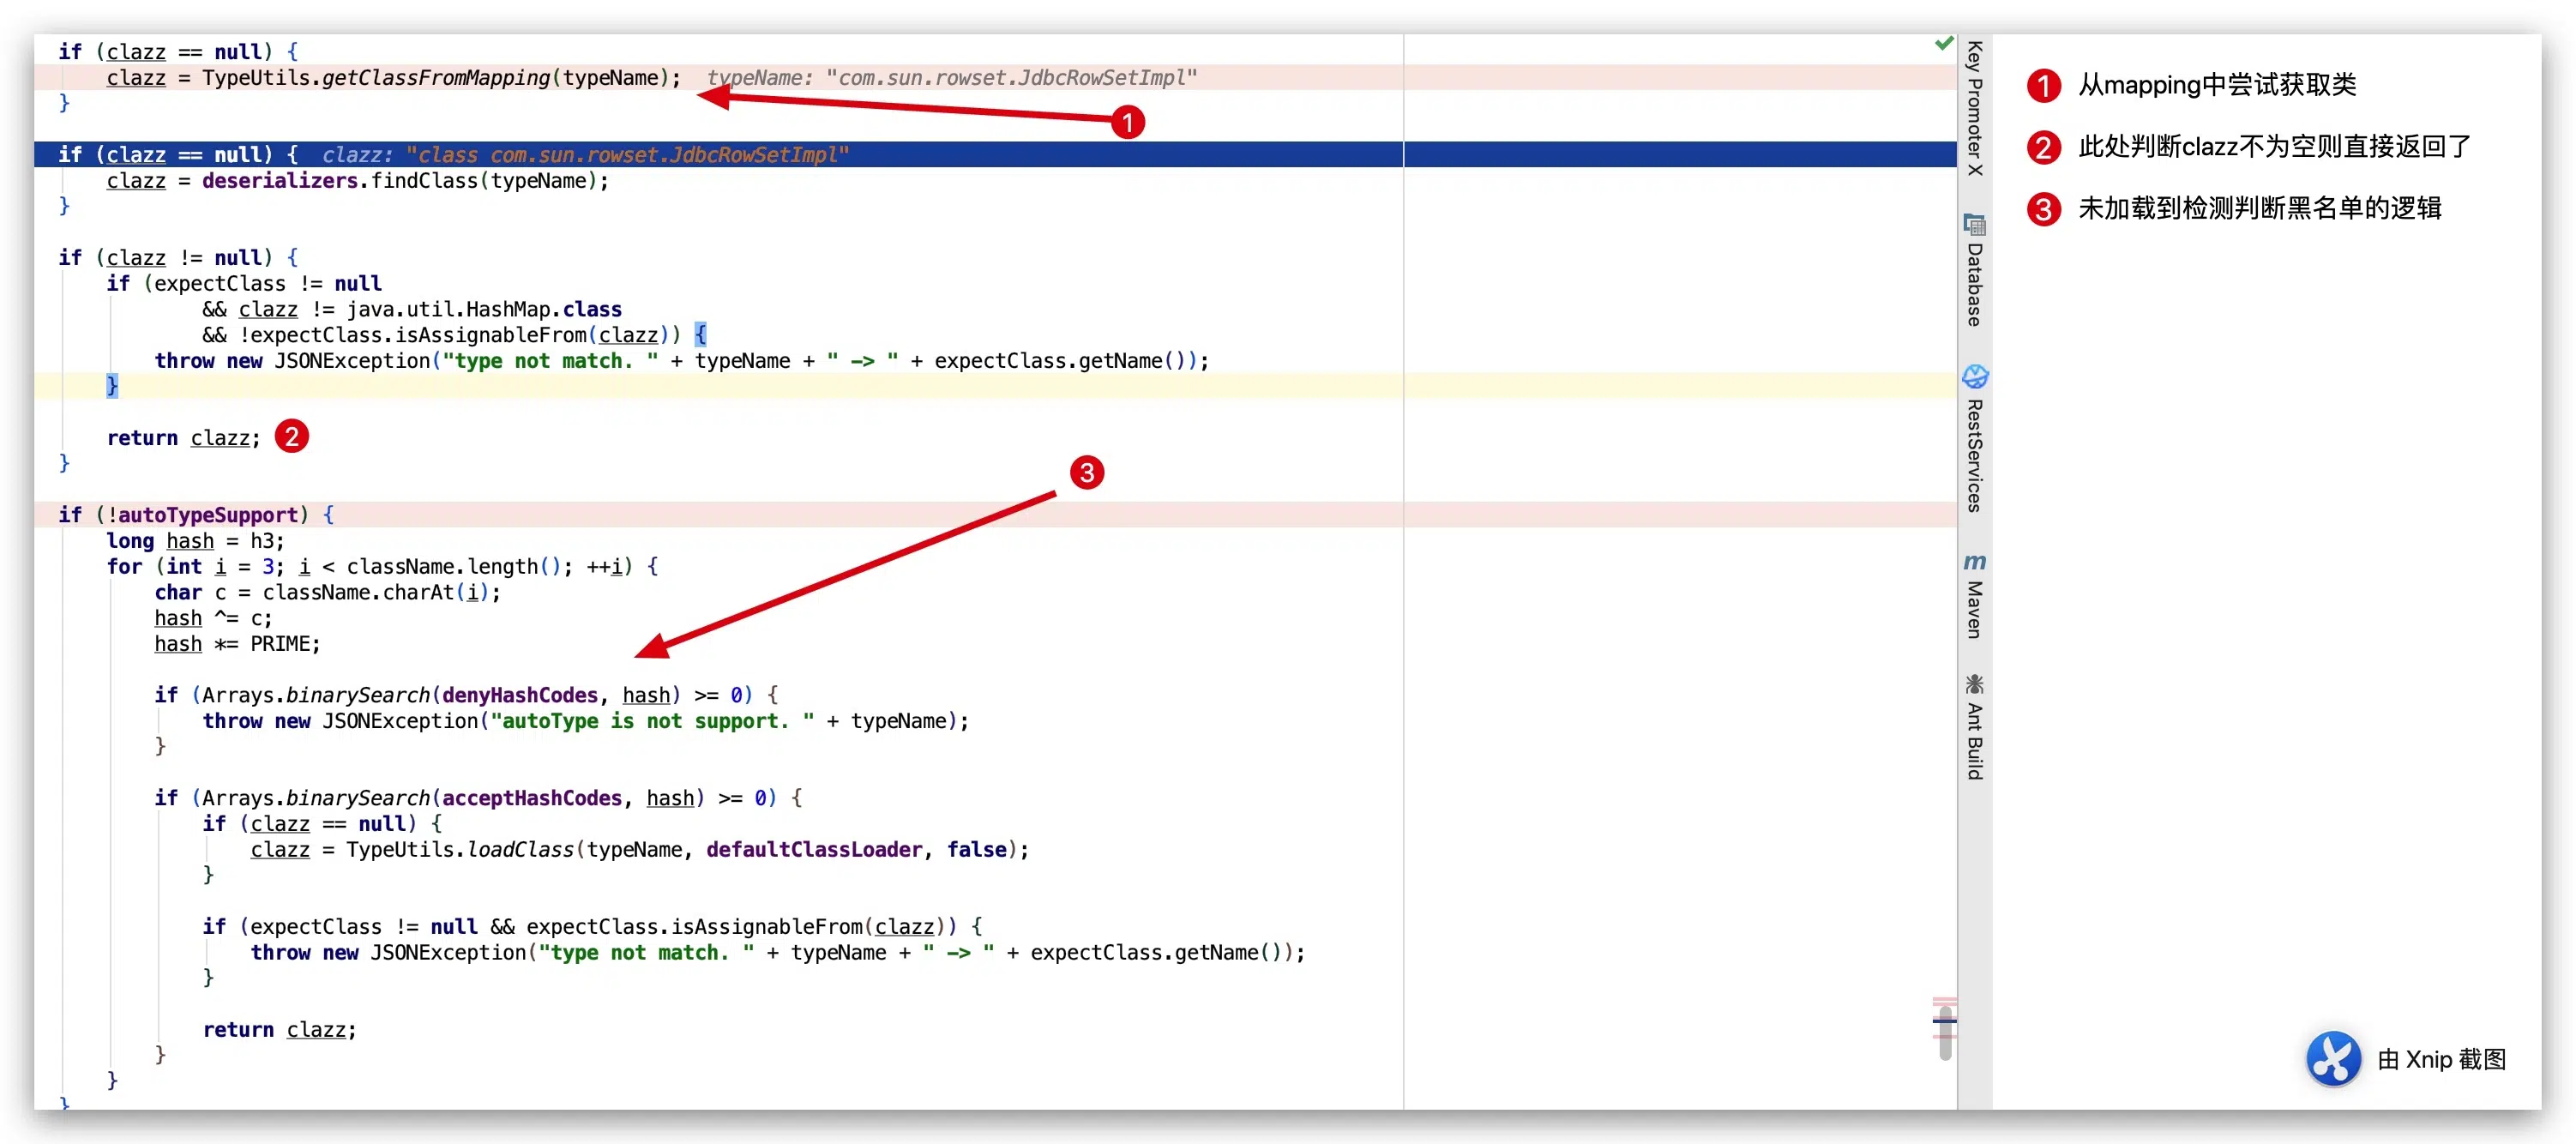 if (clazz == null) {
clazz = TypeUtils.getClassFromMapping(typeName); typeName: "com.sun.rowset.JdbcRowSetImpl"
}
1
if (clazz == null) { clazz: "class com.sun.rowset.JdbcRowSetImpl"
clazz = deserializers.findClass(typeName);
}
if (clazz != null) {
if (expectClass != null
&& clazz != java.util.HashMap.class
&& !expectClass.isAssignableFrom(clazz)) {
throw new JSONException("type not match. " + typeName + " -> " + expectClass.getName());
}
return clazz; 2
}
3
if (!autoTypeSupport) {
long hash = h3;
for (int i = 3; i < className.length(); ++i) {
char c = className.charAt(i);
hash ^= c;
hash *= PRIME;
if (Arrays.binarySearch(denyHashCodes, hash) >= 0) {
throw new JSONException("autoType is not support. " + typeName);
}
if (Arrays.binarySearch(acceptHashCodes, hash) >= 0) {
if (clazz == null) {
clazz = TypeUtils.loadClass(typeName, defaultClassLoader, false);
}
if (expectClass != null && expectClass.isAssignableFrom(clazz)) {
throw new JSONException("type not match. " + typeName + " -> " + expectClass.getName());
}
return clazz;
}
}
}
Key Promoter X
Database
RestServices
m Maven
Ant Build
1 从mapping中尝试获取类
2 此处判断clazz不为空则直接返回了
3 未加载到检测判断黑名单的逻辑
由 Xnip 截图